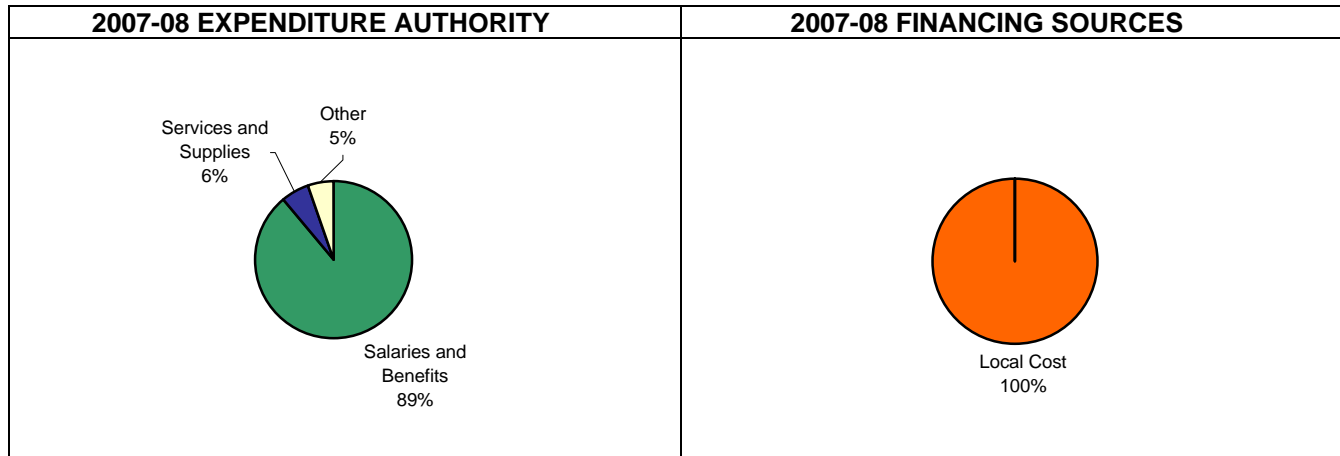 2007-08 EXPENDITURE AUTHORITY
2007-08 FINANCING SOURCES
Other
5%
Services and
Supplies
6%
Salaries and
Benefits
89%
Local Cost
100%